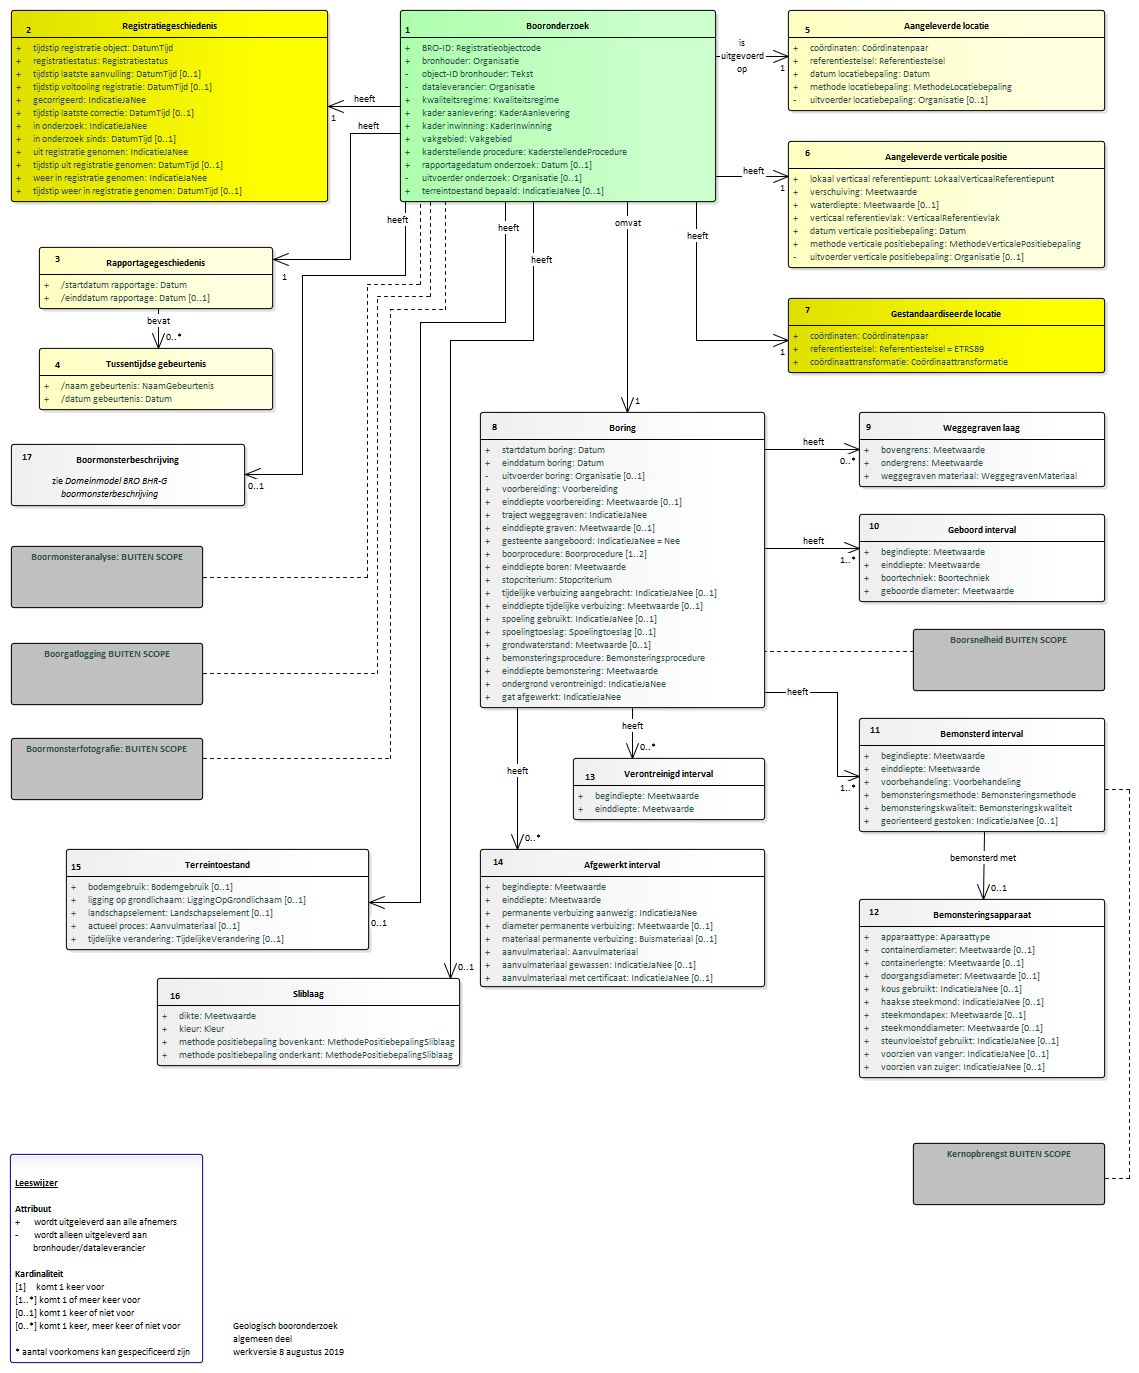 2 Registratiegeschiedenis
+ tijdstip registratie object: DatumTijd
+ registratiestatus: Registratiestatus
+ tijdstip laatste aanvulling: DatumTijd [0..1]
+ tijdstip voltooiing registratie: DatumTijd [0..1]
+ gecorrigeerd: IndicatieJaNee
+ tijdstip laatste correctie: DatumTijd [0..1]
+ in onderzoek: IndicatieJaNee
+ in onderzoek sinds: DatumTijd [0..1]
+ uit registratie genomen: IndicatieJaNee
+ tijdstip uit registratie genomen: DatumTijd [0..1]
+ weer in registratie genomen: IndicatieJaNee
+ tijdstip weer in registratie genomen: DatumTijd [0..1]
heeft
1
heeft
1 Booronderzoek
+ BRO-ID: Registratieobjectcode
+ bronhouder: Organisatie
- object-ID bronhouder: Tekst
- dataleverancier: Organisatie
+ kwaliteitsregime: Kwaliteitsregime
+ kader aanlevering: KaderAanlevering
+ kader inwinning: KaderInwinning
+ vakgebied: Vakgebied
+ kaderstellende procedure: KaderstellendeProcedure
+ rapportagedatum onderzoek: Datum [0..1]
- uitvoerder onderzoek: Organisatie [0..1]
+ terreintoestand bepaald: IndicatieJaNee [0..1]
is
uitgevoerd
op
1
5 Aangeleverde locatie
+ coördinaten: Coördinatenpaar
+ referentiestelsel: Referentiestelsel
+ datum locatiebepaling: Datum
+ methode locatiebepaling: MethodeLocatiebepaling
- uitvoerder locatiebepaling: Organisatie [0..1]
heeft
1
6 Aangeleverde verticale positie
+ lokaal verticaal referentiepunt: LokaalVerticaalReferentiepunt
+ verschuiving: Meetwaarde
+ waterdiepte: Meetwaarde [0..1]
+ verticaal referentievlak: VerticaalReferentievlak
+ datum verticale positiebepaling: Datum
+ methode verticale positiebepaling: MethodeVerticalePositiebepaling
- uitvoerder verticale positiebepaling: Organisatie [0..1]
heeft
heeft
heeft
omvat
heeft
1
3 Rapportagegeschiedenis
+ /startdatum rapportage: Datum
+ /einddatum rapportage: Datum [0..1]
bevat
0..*
4 Tussentijdse gebeurtenis
+ /naam gebeurtenis: NaamGebeurtenis
+ /datum gebeurtenis: Datum
1
7 Gestandaardiseerde locatie
+ coördinaten: Coördinatenpaar
+ referentiestelsel: Referentiestelsel = ETRS89
+ coördinaattransformatie: Coördinaattransformatie
1
17 Boormonsterbeschrijving
zie Domeinmodel BRO BHR-G
boormonsterbeschrijving
0..1
8 Boring
+ startdatum boring: Datum
+ einddatum boring: Datum
- uitvoerder boring: Organisatie [0..1]
+ voorbereiding: Voorbereiding
+ einddiepte voorbereiding: Meetwaarde [0..1]
+ traject weggegraven: IndicatieJaNee
+ einddiepte graven: Meetwaarde [0..1]
+ gesteente aangeboord: IndicatieJaNee = Nee
+ boorprocedure: Boorprocedure [1..2]
+ einddiepte boren: Meetwaarde
+ stopcriterium: Stopcriterium
+ tijdelijke verbuizing aangebracht: IndicatieJaNee [0..1]
+ einddiepte tijdelijke verbuizing: Meetwaarde [0..1]
+ spoeling gebruikt: IndicatieJaNee [0..1]
+ spoelingtoeslag: Spoelingtoeslag [0..1]
+ grondwaterstand: Meetwaarde [0..1]
+ bemonsteringsprocedure: Bemonsteringsprocedure
+ einddiepte bemonstering: Meetwaarde
+ ondergrond verontreinigd: IndicatieJaNee
+ gat afgewerkt: IndicatieJaNee
heeft
0..*
9 Weggegraven laag
+ bovengrens: Meetwaarde
+ ondergrens: Meetwaarde
+ weggegraven materiaal: WeggegravenMateriaal
heeft
1..*
10 Geboord interval
+ begindiepte: Meetwaarde
+ einddiepte: Meetwaarde
+ boortechniek: Boortechniek
+ geboorde diameter: Meetwaarde
Boormonsteranalyse: BUITEN SCOPE
Boorgatlogging BUITEN SCOPE
Boormonsterfotografie: BUITEN SCOPE
Boorsnelheid BUITEN SCOPE
heeft
1..*
11 Bemonsterd interval
+ begindiepte: Meetwaarde
+ einddiepte: Meetwaarde
+ voorbehandeling: Voorbehandeling
+ bemonsteringsmethode: Bemonsteringsmethode
+ bemonsteringskwaliteit: Bemonsteringskwaliteit
+ georienteerd gestoken: IndicatieJaNee [0..1]
heeft
0..*
13 Verontreinigd interval
+ begindiepte: Meetwaarde
+ einddiepte: Meetwaarde
heeft
0..*
14 Afgewerkt interval
+ begindiepte: Meetwaarde
+ einddiepte: Meetwaarde
+ permanente verbuizing aanwezig: IndicatieJaNee
+ diameter permanente verbuizing: Meetwaarde [0..1]
+ materiaal permanente verbuizing: Buismateriaal [0..1]
+ aanvulmateriaal: Aanvulmateriaal
+ aanvulmateriaal gewassen: IndicatieJaNee [0..1]
+ aanvulmateriaal met certificaat: IndicatieJaNee [0..1]
bemonsterd met
0..1
12 Bemonsteringsapparaat
+ apparaattype: Aparaattype
+ containerdiameter: Meetwaarde [0..1]
+ containerlengte: Meetwaarde [0..1]
+ doorgangsdiameter: Meetwaarde [0..1]
+ kous gebruikt: IndicatieJaNee [0..1]
+ haakse steekmond: IndicatieJaNee [0..1]
+ steekmondapex: Meetwaarde [0..1]
+ steekmonddiameter: Meetwaarde [0..1]
+ steunvloeistof gebruikt: IndicatieJaNee [0..1]
+ voorzien van vanger: IndicatieJaNee [0..1]
+ voorzien van zuiger: IndicatieJaNee [0..1]
15 Terreintoestand
+ bodemgebruik: Bodemgebruik [0..1]
+ ligging op grondlichaam: LiggingOpGrondlichaam [0..1]
+ landschapselement: Landschapselement [0..1]
+ actueel proces: Aanvulmateriaal [0..1]
+ tijdelijke verandering: TijdelijkeVerandering [0..1]
0..1
0..1
16 Sliblaag
+ dikte: Meetwaarde
+ kleur: Kleur
+ methode positiebepaling bovenkant: MethodePositiebepalingSliblaag
+ methode positiebepaling onderkant: MethodePositiebepalingSliblaag
Kernopbrengst BUITEN SCOPE
Leeswijzer
Attribuut
+ wordt uitgeleverd aan alle afnemers
- wordt alleen uitgeleverd aan
bronhouder/dataleverancier
Kardinaliteit
[1] komt 1 keer voor
[1..*] komt 1 of meer keer voor
[0..1] komt 1 keer of niet voor
[0..*] komt 1 keer, meer keer of niet voor
* aantal voorkomens kan gespecificeerd zijn
Geologisch booronderzoek
algemeen deel
werkversie 8 augustus 2019